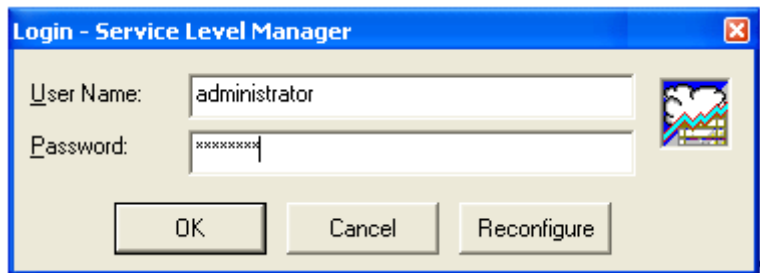 Login - Service Level Manager
User Name: administrator
Password: ********
OK Cancel Reconfigure